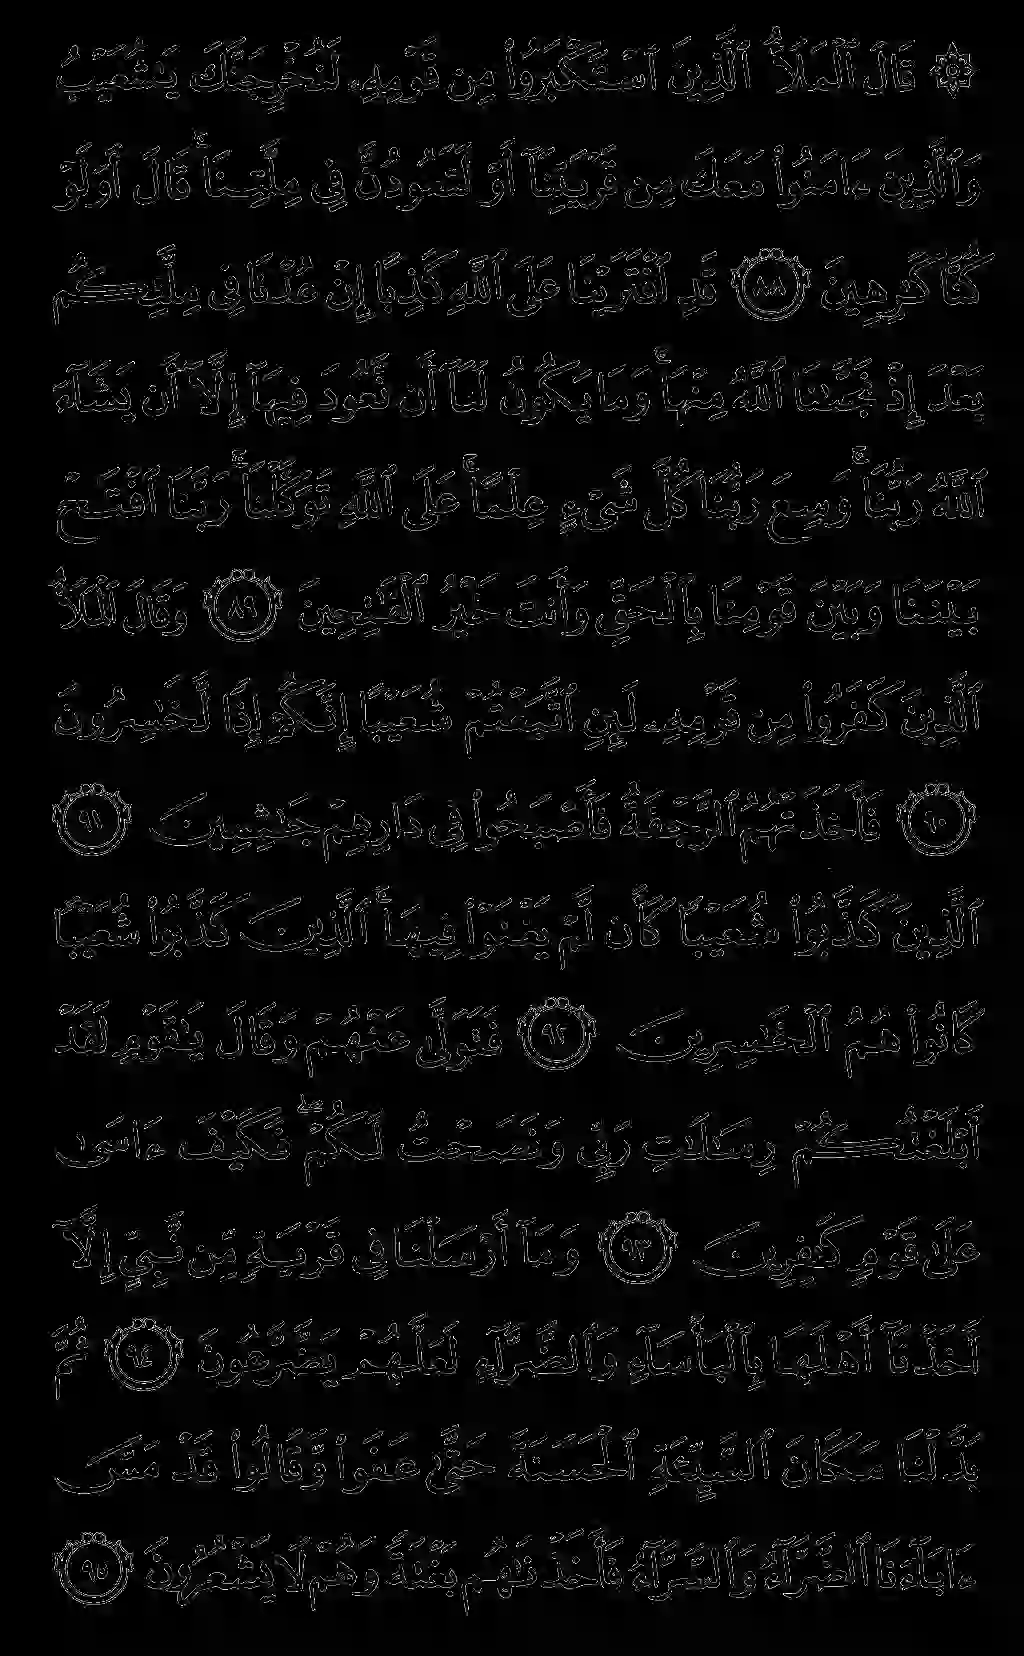 ۞ قَالَ ٱلْمَلَأُ ٱلَّذِينَ ٱسْتَكْبَرُوا۟ مِن قَوْمِهِۦ لَنُخْرِجَنَّكَ يَـٰشُعَيْبُ
وَٱلَّذِينَ ءَامَنُوا۟ مَعَكَ مِن قَرْيَتِنَآ أَوْ لَتَعُودُنَّ فِى مِلَّتِنَا ۚ قَالَ أَوَلَوْ
كُنَّا كَـٰرِهِينَ ٨٨ قَدِ ٱفْتَرَيْنَا عَلَى ٱللَّهِ كَذِبًا إِنْ عُدْنَا فِى مِلَّتِكُم
بَعْدَ إِذْ نَجَّىٰنَا ٱللَّهُ مِنْهَا ۚ وَمَا يَكُونُ لَنَآ أَن نَّعُودَ فِيهَآ إِلَّآ أَن يَشَآءَ
ٱللَّهُ رَبُّنَا ۚ وَسِعَ رَبُّنَا كُلَّ شَىْءٍ عِلْمًا ۚ عَلَى ٱللَّهِ تَوَكَّلْنَا ۚ رَبَّنَا ٱفْتَحْ
بَيْنَنَا وَبَيْنَ قَوْمِنَا بِٱلْحَقِّ وَأَنتَ خَيْرُ ٱلْفَـٰتِحِينَ ٨٩ وَقَالَ ٱلْمَلَأُ
ٱلَّذِينَ كَفَرُوا۟ مِن قَوْمِهِۦ لَئِنِ ٱتَّبَعْتُمْ شُعَيْبًا إِنَّكُمْ إِذًا لَّخَـٰسِرُونَ
٩٠ فَأَخَذَتْهُمُ ٱلرَّجْفَةُ فَأَصْبَحُوا۟ فِى دَارِهِمْ جَـٰثِمِينَ ٩١
ٱلَّذِينَ كَذَّبُوا۟ شُعَيْبًا كَأَن لَّمْ يَغْنَوْا۟ فِيهَا ۚ ٱلَّذِينَ كَذَّبُوا۟ شُعَيْبًا
كَانُوا۟ هُمُ ٱلْخَـٰسِرِينَ ٩٢ فَتَوَلَّىٰ عَنْهُمْ وَقَالَ يَـٰقَوْمِ لَقَدْ
أَبْلَغْتُكُمْ رِسَـٰلَـٰتِ رَبِّى وَنَصَحْتُ لَكُمْ ۖ فَكَيْفَ ءَاسَىٰ
عَلَىٰ قَوْمٍ كَـٰفِرِينَ ٩٣ وَمَآ أَرْسَلْنَا فِى قَرْيَةٍ مِّن نَّبِىٍّ إِلَّآ
أَخَذْنَآ أَهْلَهَا بِٱلْبَأْسَآءِ وَٱلضَّرَّآءِ لَعَلَّهُمْ يَضَّرَّعُونَ ٩٤ ثُمَّ
بَدَّلْنَا مَكَانَ ٱلسَّيِّئَةِ ٱلْحَسَنَةَ حَتَّىٰ عَفَوا۟ وَّقَالُوا۟ قَدْ مَسَّ
ءَابَآءَنَا ٱلضَّرَّآءُ وَٱلسَّرَّآءُ فَأَخَذْنَـٰهُم بَغْتَةً وَهُمْ لَا يَشْعُرُونَ ٩٥